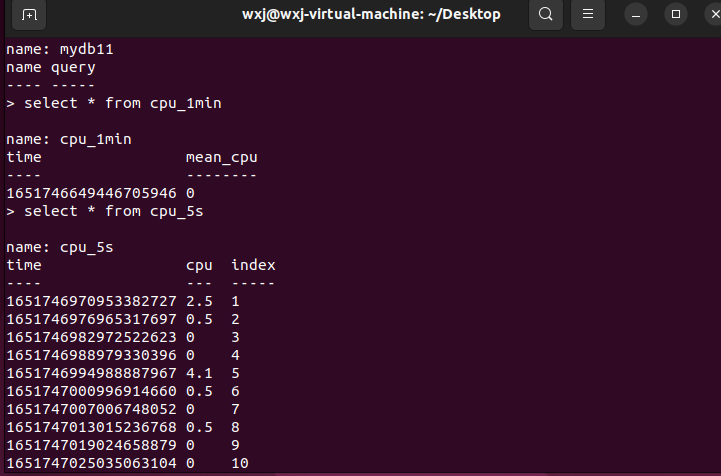 wxj@wxj-virtual-machine: ~/Desktop
name: mydb11
name query
---- -----
> select * from cpu_1min
name: cpu_1min
time mean_cpu
---- --------
1651746649446705946 0
> select * from cpu_5s
name: cpu_5s
time cpu index
---- --- -----
1651746970953382727 2.5 1
1651746976965317697 0.5 2
1651746982972522623 0 3
1651746988979330396 0 4
1651746994988887967 4.1 5
1651747000996914660 0.5 6
1651747007006748052 0 7
1651747013015236768 0.5 8
1651747019024658879 0 9
1651747025035063104 0 10